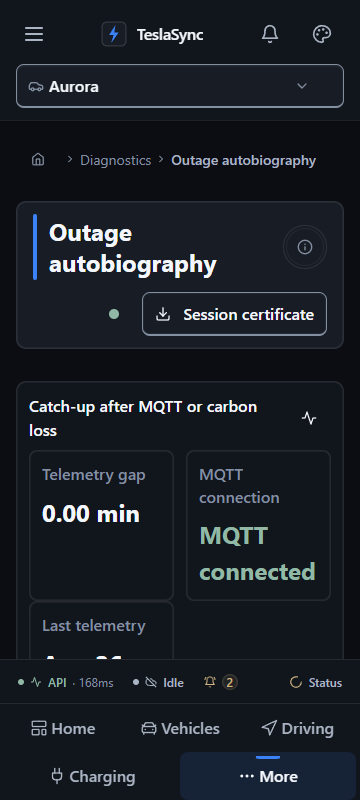 TeslaSync
Aurora
Diagnostics
Outage autobiography
Outage
autobiography
Session certificate
Catch-up after MQTT or carbon
loss
Telemetry gap
0.00 min
MQTT
connection
MQTT
connected
Last telemetry
API · 168ms
Idle
2
Status
Home
Vehicles
Driving
Charging
More